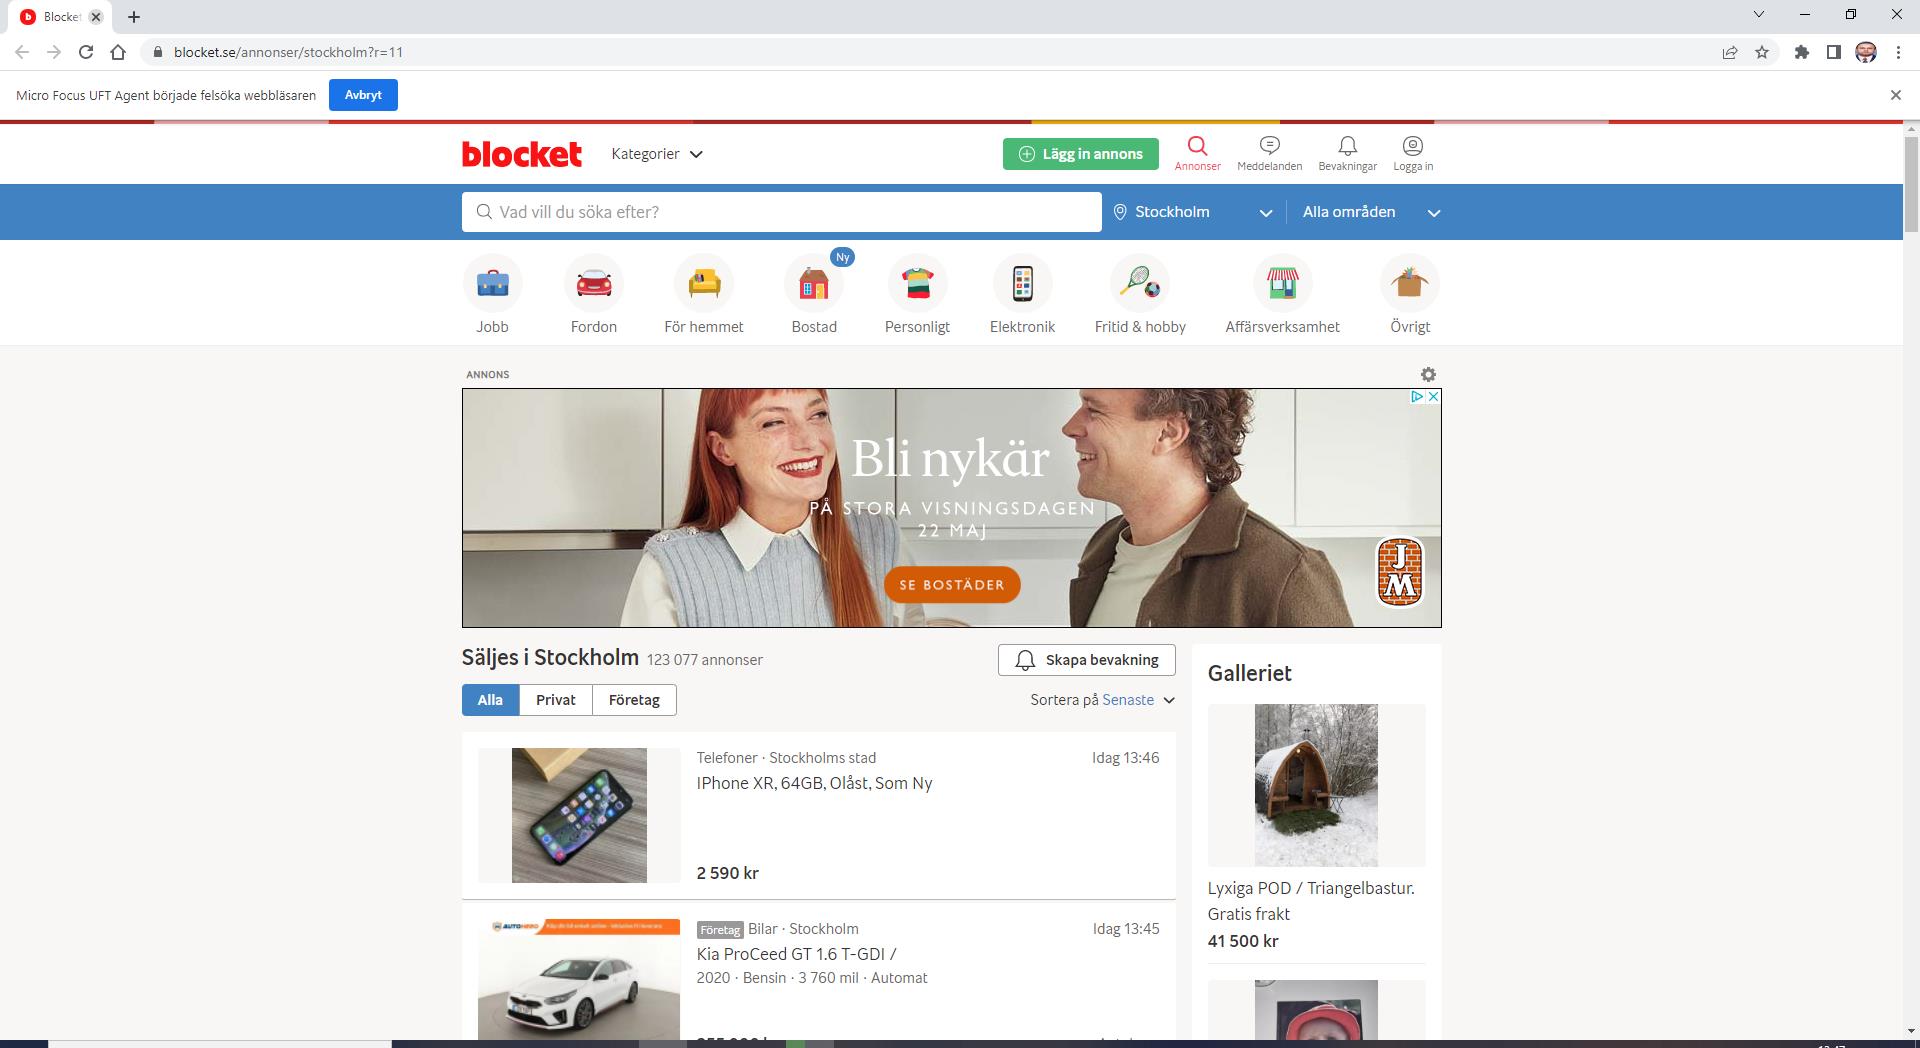 Blocket
blocket.se/annonser/stockholm?r=11
Micro Focus UFT Agent började felsöka webbläsaren
Avbryt
blocket
Kategorier
Lägg in annons
Annonser
Meddelanden
Bevakningar
Logga in
Vad vill du söka efter?
Stockholm
Alla områden
Ny
Jobb
Fordon
För hemmet
Bostad
Personligt
Elektronik
Fritid & hobby
Affärsverksamhet
Övrigt
ANNONS
Bli nykär
PÅ STORA VISNINGSDAGEN
22 MAJ
SE BOSTÄDER
JM
Säljes i Stockholm 123 077 annonser
Skapa bevakning
Alla
Privat
Företag
Sortera på Senaste
Telefoner · Stockholms stad
Idag 13:46
IPhone XR, 64GB, Olåst, Som Ny
2 590 kr
AUTOHERO
Företag Bilar · Stockholm
Idag 13:45
Kia ProCeed GT 1.6 T-GDI /
2020 · Bensin · 3 760 mil · Automat
Galleriet
Lyxiga POD / Triangelbastur.
Gratis frakt
41 500 kr